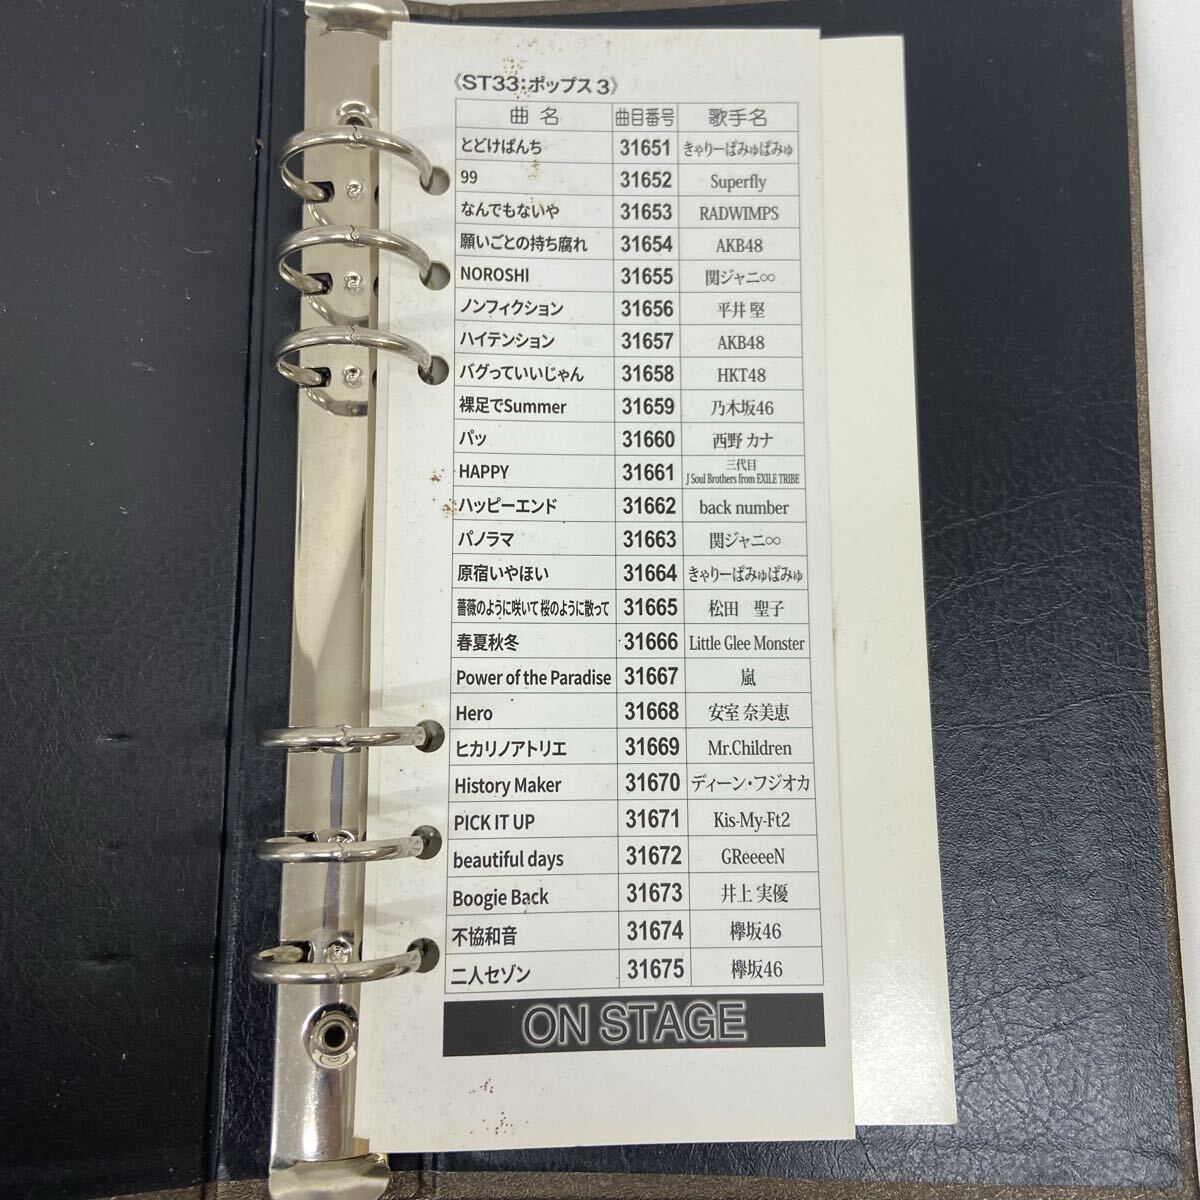 《ST33:ポップス3》
曲名 曲目番号 歌手名
とどけぱんち 31651 きゃりーぱみゅぱみゅ
99 31652 Superfly
なんでもないや 31653 RADWIMPS
願いごとの持ち腐れ 31654 AKB48
NOROSHI 31655 関ジャニ∞
ノンフィクション 31656 平井 堅
ハイテンション 31657 AKB48
バグっていいじゃん 31658 HKT48
裸足でSummer 31659 乃木坂46
パッ 31660 西野 カナ
HAPPY 31661 三代目
J Soul Brothers from EXILE TRIBE
ハッピーエンド 31662 back number
パノラマ 31663 関ジャニ∞
原宿いやほい 31664 きゃりーぱみゅぱみゅ
薔薇のように咲いて桜のように散って 31665 松田 聖子
春夏秋冬 31666 Little Glee Monster
Power of the Paradise 31667 嵐
Hero 31668 安室 奈美恵
ヒカリノアトリエ 31669 Mr.Children
History Maker 31670 ディーン・フジオカ
PICK IT UP 31671 Kis-My-Ft2
beautiful days 31672 GReeeeN
Boogie Back 31673 井上 実優
不協和音 31674 欅坂46
二人セゾン 31675 欅坂46
ON STAGE